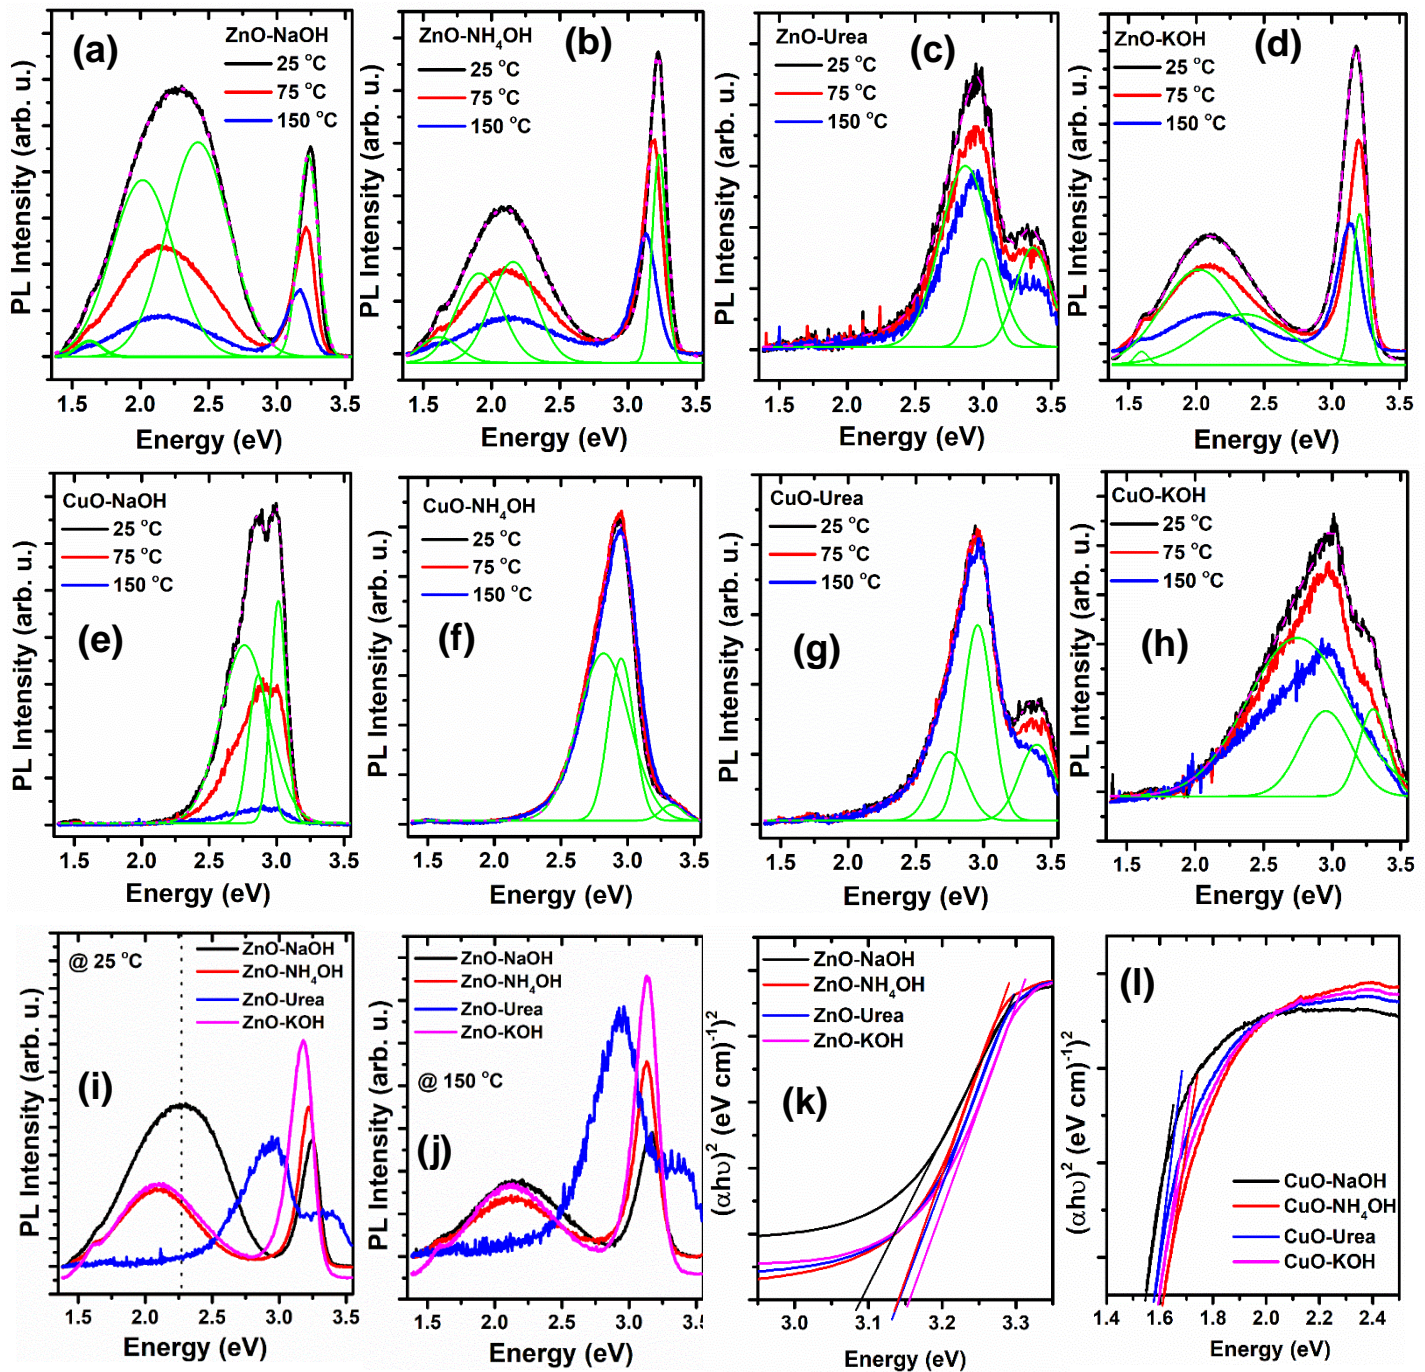 (a)
ZnO-NaOH
25 °C
75 °C
150 °C
PL Intensity (arb. u.)
1.5 2.0 2.5 3.0 3.5
Energy (eV)
(b)
ZnO-NH4OH
25 °C
75 °C
150 °C
PL Intensity (arb. u.)
1.5 2.0 2.5 3.0 3.5
Energy (eV)
(c)
ZnO-Urea
25 °C
75 °C
150 °C
PL Intensity (arb. u.)
1.5 2.0 2.5 3.0 3.5
Energy (eV)
(d)
ZnO-KOH
25 °C
75 °C
150 °C
PL Intensity (arb. u.)
1.5 2.0 2.5 3.0 3.5
Energy (eV)
CuO-NaOH
25 °C
75 °C
150 °C
(e)
PL Intensity (arb. u.)
1.5 2.0 2.5 3.0 3.5
Energy (eV)
CuO-NH4OH
25 °C
75 °C
150 °C
(f)
PL Intensity (arb. u.)
1.5 2.0 2.5 3.0 3.5
Energy (eV)
CuO-Urea
25 °C
75 °C
150 °C
(g)
PL Intensity (arb. u.)
1.5 2.0 2.5 3.0 3.5
Energy (eV)
CuO-KOH
25 °C
75 °C
150 °C
(h)
PL Intensity (arb. u.)
1.5 2.0 2.5 3.0 3.5
Energy (eV)
@ 25 °C
ZnO-NaOH
ZnO-NH4OH
ZnO-Urea
ZnO-KOH
(i)
PL Intensity (arb. u.)
1.5 2.0 2.5 3.0 3.5
Energy (eV)
ZnO-NaOH
ZnO-NH4OH
ZnO-Urea
ZnO-KOH
@ 150 °C
(j)
PL Intensity (arb. u.)
1.5 2.0 2.5 3.0 3.5
Energy (eV)
ZnO-NaOH
ZnO-NH4OH
ZnO-Urea
ZnO-KOH
(k)
(αhυ)² (eV cm)⁻¹)²
3.0 3.1 3.2 3.3
Energy (eV)
(l)
CuO-NaOH
CuO-NH4OH
CuO-Urea
CuO-KOH
(αhυ)² (eV cm)⁻¹)²
1.4 1.6 1.8 2.0 2.2 2.4
Energy (eV)